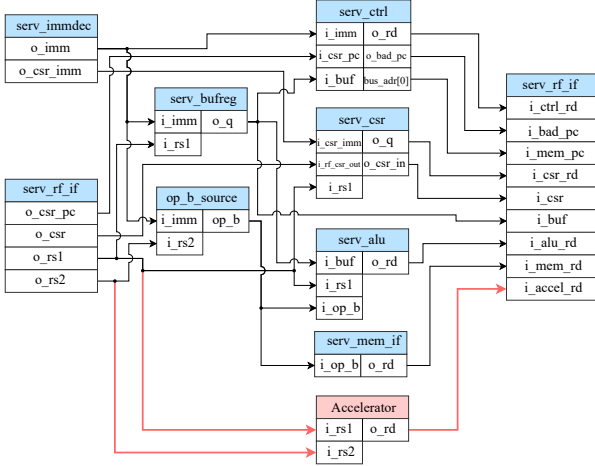 serv_immdec
o_imm
o_csr_imm
serv_rf_if
o_csr_pc
o_csr
o_rs1
o_rs2
serv_bufreg
i_imm o_q
i_rs1
op_b_source
i_imm op_b
i_rs2
serv_ctrl
i_imm o_rd
i_csr_pc o_bad_pc
i_buf bus_adr[0]
serv_csr
i_csr_imm o_q
i_rf_csr_out o_csr_in
i_rs1
serv_alu
i_buf o_rd
i_rs1
i_op_b
serv_mem_if
i_op_b o_rd
Accelerator
i_rs1 o_rd
i_rs2
serv_rf_if
i_ctrl_rd
i_bad_pc
i_mem_pc
i_csr_rd
i_csr
i_buf
i_alu_rd
i_mem_rd
i_accel_rd